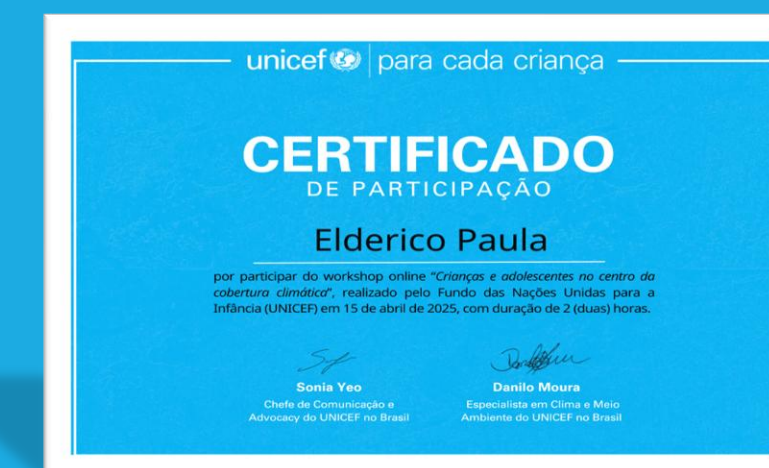 unicef para cada criança
CERTIFICADO
DE PARTICIPAÇÃO
Elderico Paula
por participar do workshop online "Crianças e adolescentes no centro da
cobertura climática", realizado pelo Fundo das Nações Unidas para a
Infância (UNICEF) em 15 de abril de 2025, com duração de 2 (duas) horas.
Sonia Yeo
Chefe de Comunicação e
Advocacy do UNICEF no Brasil
Danilo Moura
Especialista em Clima e Meio
Ambiente do UNICEF no Brasil